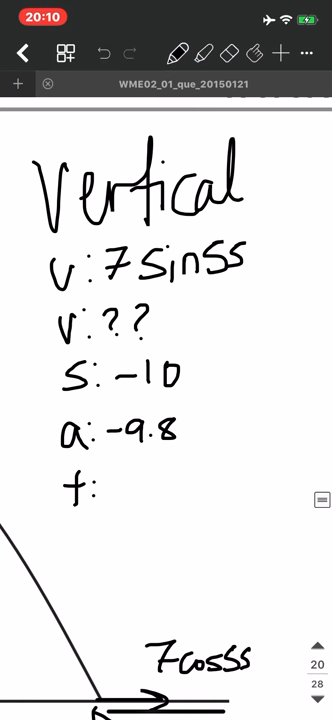 20:10
WME02_01_que_20150121
Vertical
u: 7sin55
v: ??
s: -10
a: -9.8
t:
7cos55
20
28